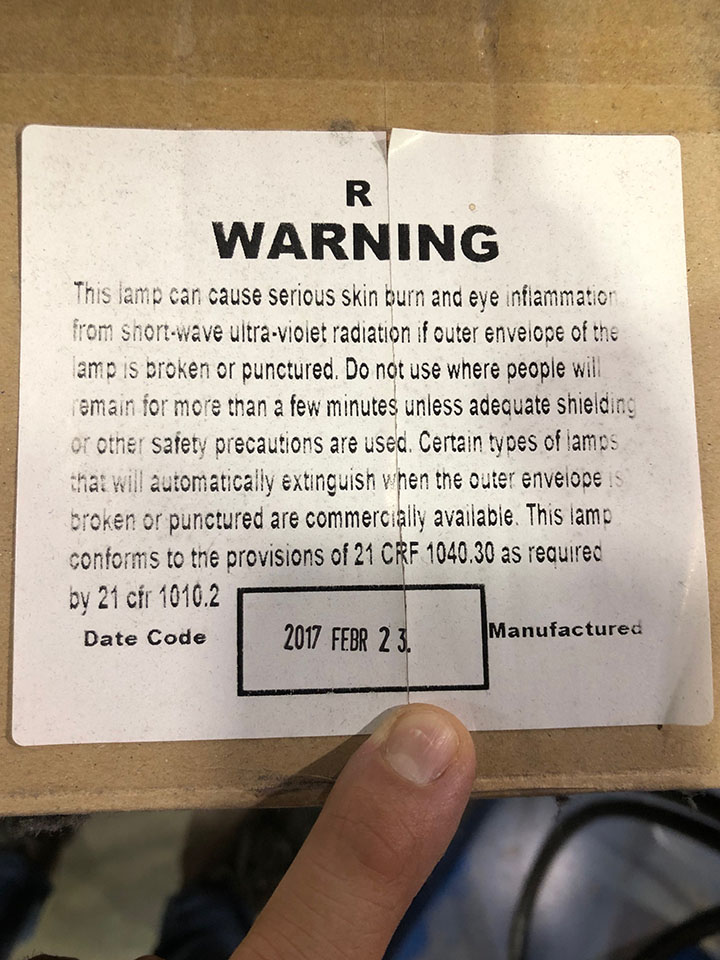 R
WARNING
This lamp can cause serious skin burn and eye inflammation
from short-wave ultra-violet radiation if outer envelope of the
lamp is broken or punctured. Do not use where people will
remain for more than a few minutes unless adequate shielding
or other safety precautions are used. Certain types of lamps
that will automatically extinguish when the outer envelope is
broken or punctured are commercially available. This lamp
conforms to the provisions of 21 CRF 1040.30 as required
by 21 cfr 1010.2
Date Code 2017 FEBR 23. Manufactured